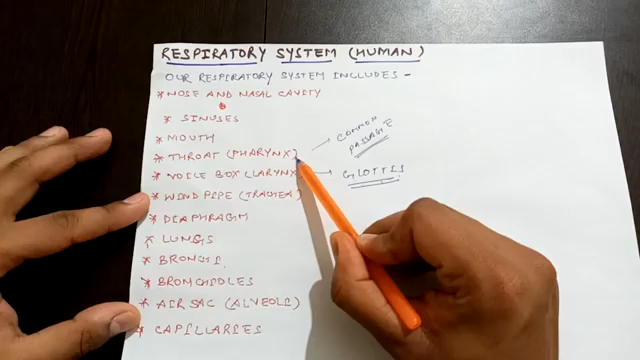 RESPIRATORY SYSTEM (HUMAN)
OUR RESPIRATORY SYSTEM INCLUDES -
* NOSE AND NASAL CAVITY
* SINUSES
* MOUTH
* THROAT (PHARYNX) → COMMON PASSAGE
* VOICE BOX (LARYNX → GLOTTIS
* WIND PIPE (TRACHEA)
* DIAPHRAGM
* LUNGS
* BRONCHI
* BRONCHIOLES
* AIR SAC (ALVEOLI)
* CAPILLARIES